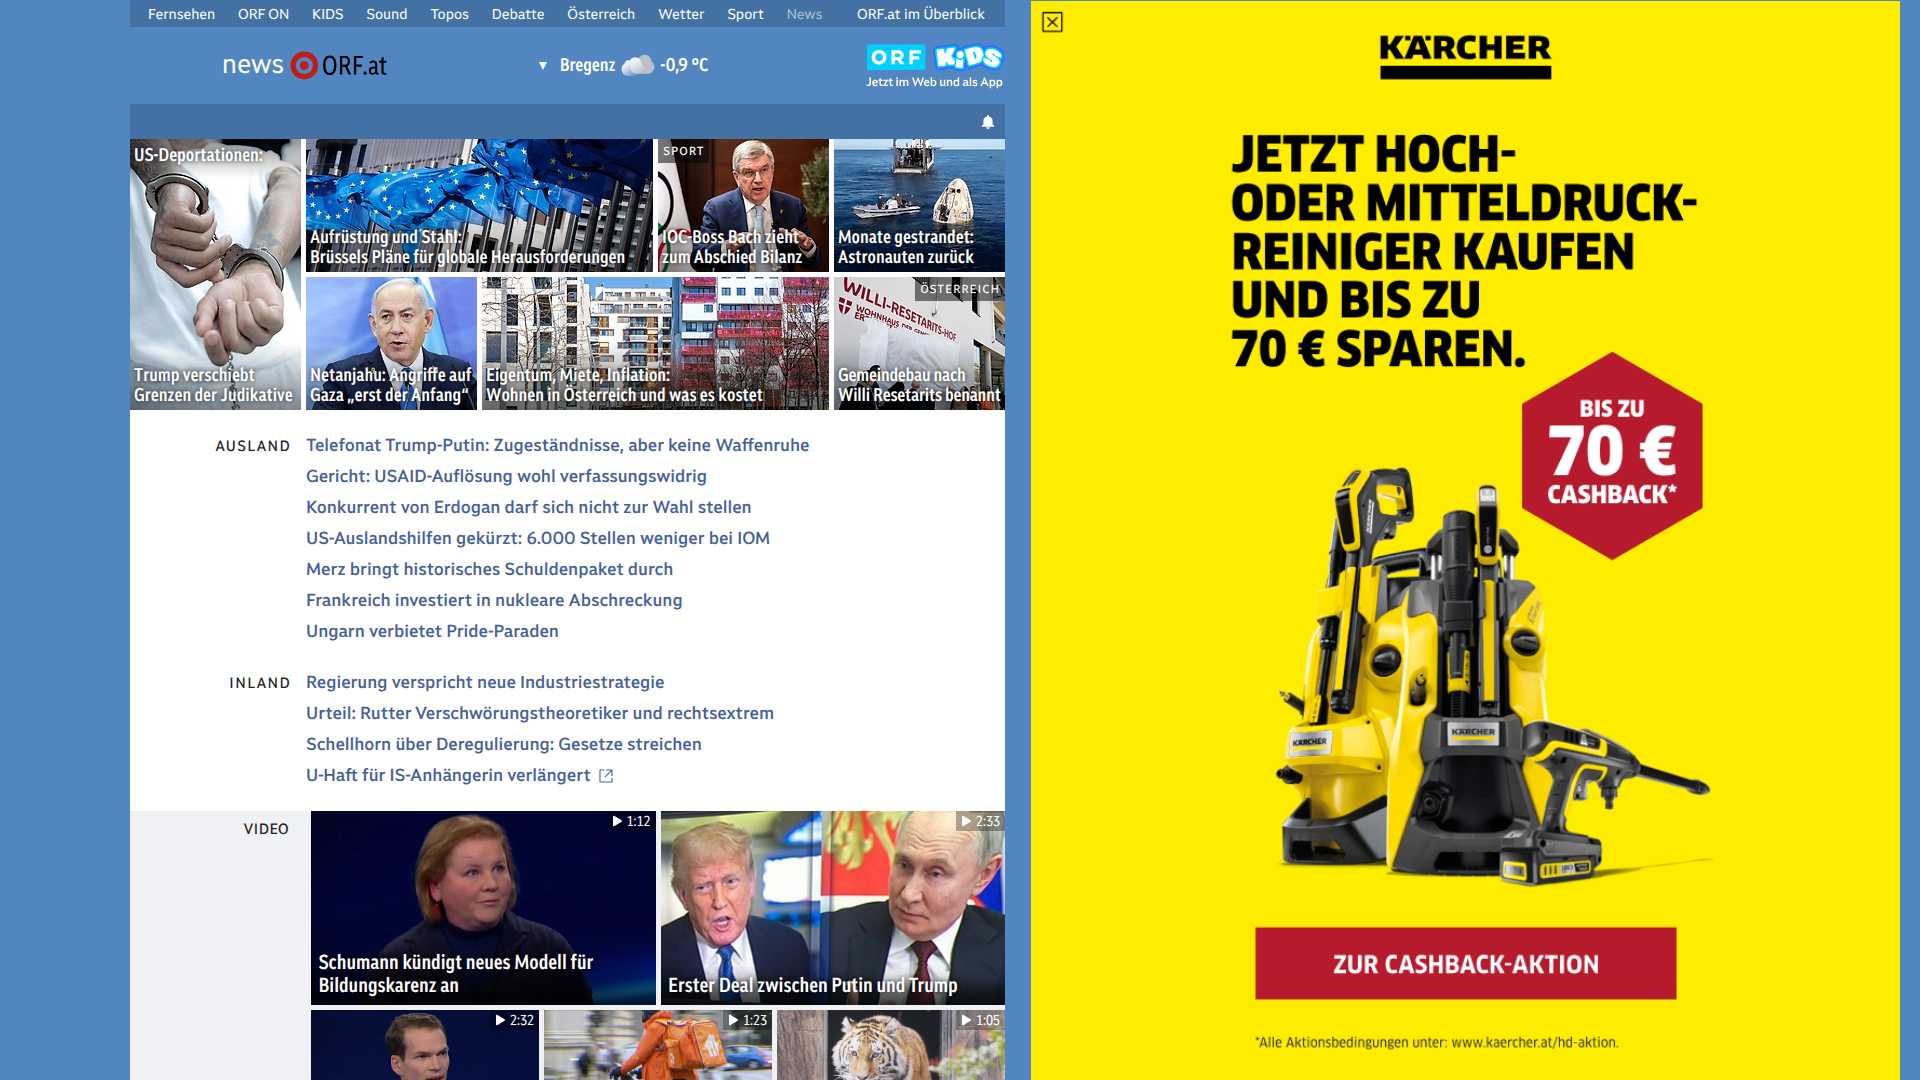 Fernsehen ORF ON KIDS Sound Topos Debatte Österreich Wetter Sport News ORF.at im Überblick
news ORF.at
▼ Bregenz -0,9 °C
ORF KiDS
Jetzt im Web und als App
US-Deportationen:
Trump verschiebt
Grenzen der Judikative
Aufrüstung und Stahl:
Brüssels Pläne für globale Herausforderungen
SPORT
IOC-Boss Bach zieht
zum Abschied Bilanz
Monate gestrandet:
Astronauten zurück
Netanjahu: Angriffe auf
Gaza „erst der Anfang“
Eigentum, Miete, Inflation:
Wohnen in Österreich und was es kostet
ÖSTERREICH
WILLI-RESETARITS-HOF
Gemeindebau nach
Willi Resetarits benannt
AUSLAND
Telefonat Trump-Putin: Zugeständnisse, aber keine Waffenruhe
Gericht: USAID-Auflösung wohl verfassungswidrig
Konkurrent von Erdogan darf sich nicht zur Wahl stellen
US-Auslandshilfen gekürzt: 6.000 Stellen weniger bei IOM
Merz bringt historisches Schuldenpaket durch
Frankreich investiert in nukleare Abschreckung
Ungarn verbietet Pride-Paraden
INLAND
Regierung verspricht neue Industriestrategie
Urteil: Rutter Verschwörungstheoretiker und rechtsextrem
Schellhorn über Deregulierung: Gesetze streichen
U-Haft für IS-Anhängerin verlängert
VIDEO
1:12
Schumann kündigt neues Modell für
Bildungskarenz an
2:33
Erster Deal zwischen Putin und Trump
2:32
1:23
1:05
KÄRCHER
JETZT HOCH-
ODER MITTELDRUCK-
REINIGER KAUFEN
UND BIS ZU
70 € SPAREN.
BIS ZU
70 €
CASHBACK*
KÄRCHER
KÄRCHER
ZUR CASHBACK-AKTION
*Alle Aktionsbedingungen unter: www.kaercher.at/hd-aktion.